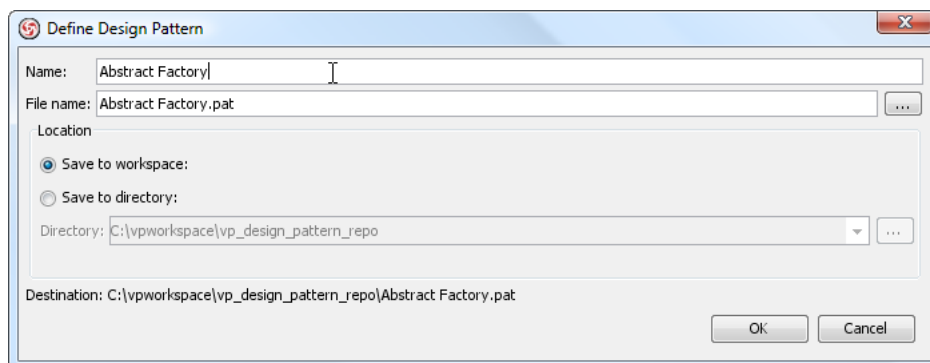 Define Design Pattern
Name: Abstract Factory
File name: Abstract Factory.pat ...
Location
Save to workspace:
Save to directory:
Directory: C:\vpworkspace\vp_design_pattern_repo ...
Destination: C:\vpworkspace\vp_design_pattern_repo\Abstract Factory.pat
OK Cancel